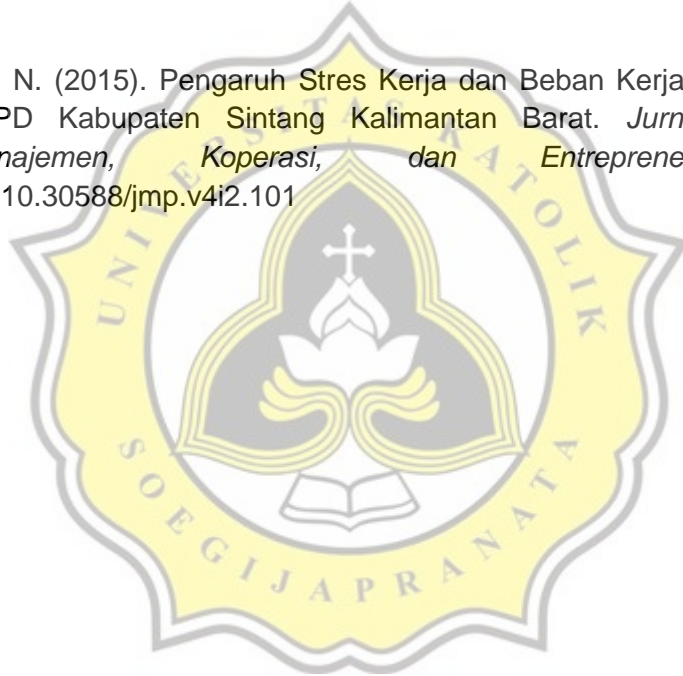 N. (2015). Pengaruh Stres Kerja dan Beban Kerja
PD Kabupaten Sintang Kalimantan Barat. Jurn
najemen, Koperasi, dan Entreprene
10.30588/jmp.v4i2.101
UNIVERSITAS KATOLIK
SOEGIJAPRANATA